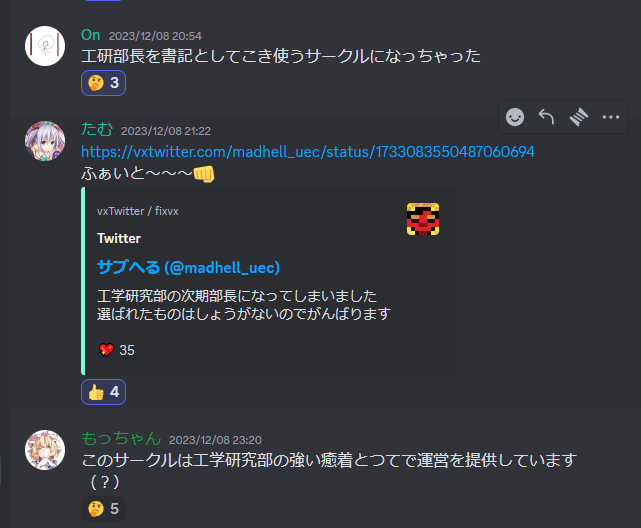 On 2023/12/08 20:54
工研部長を書記としてこき使うサークルになっちゃった
🤔 3
たむ 2023/12/08 21:22
https://vxtwitter.com/madhell_uec/status/1733083550487060694
ふぁいと〜〜〜👊
vxTwitter / fixvx
Twitter
サブへる (@madhell_uec)
工学研究部の次期部長になってしまいました
選ばれたものはしょうがないのでがんばります
💖 35
👍 4
もっちゃん 2023/12/08 23:20
このサークルは工学研究部の強い癒着とつてで運営を提供しています
（？）
🤔 5